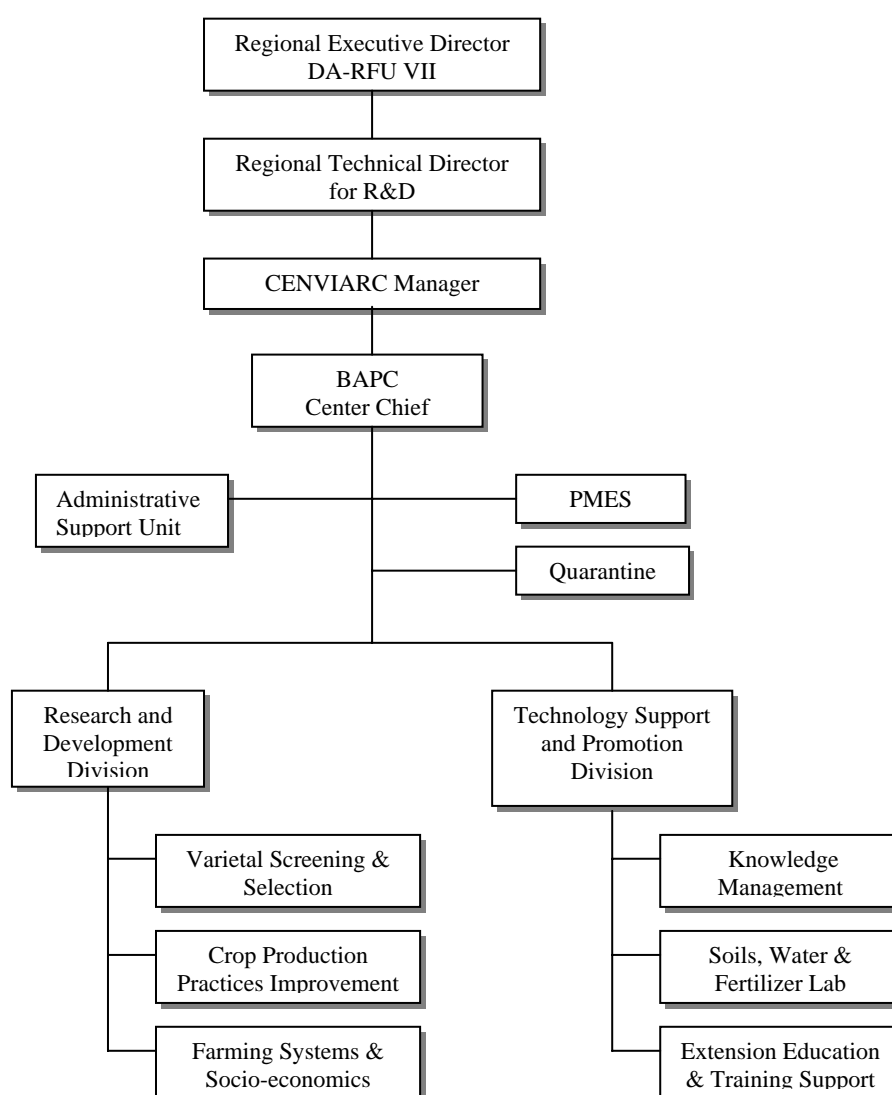 Regional Executive Director
DA-RFU VII
Regional Technical Director
for R&D
CENVIARC Manager
BAPC
Center Chief
Administrative
Support Unit
PMES
Quarantine
Research and
Development
Division
Technology Support
and Promotion
Division
Varietal Screening &
Selection
Knowledge
Management
Crop Production
Practices Improvement
Soils, Water &
Fertilizer Lab
Farming Systems &
Socio-economics
Extension Education
& Training Support